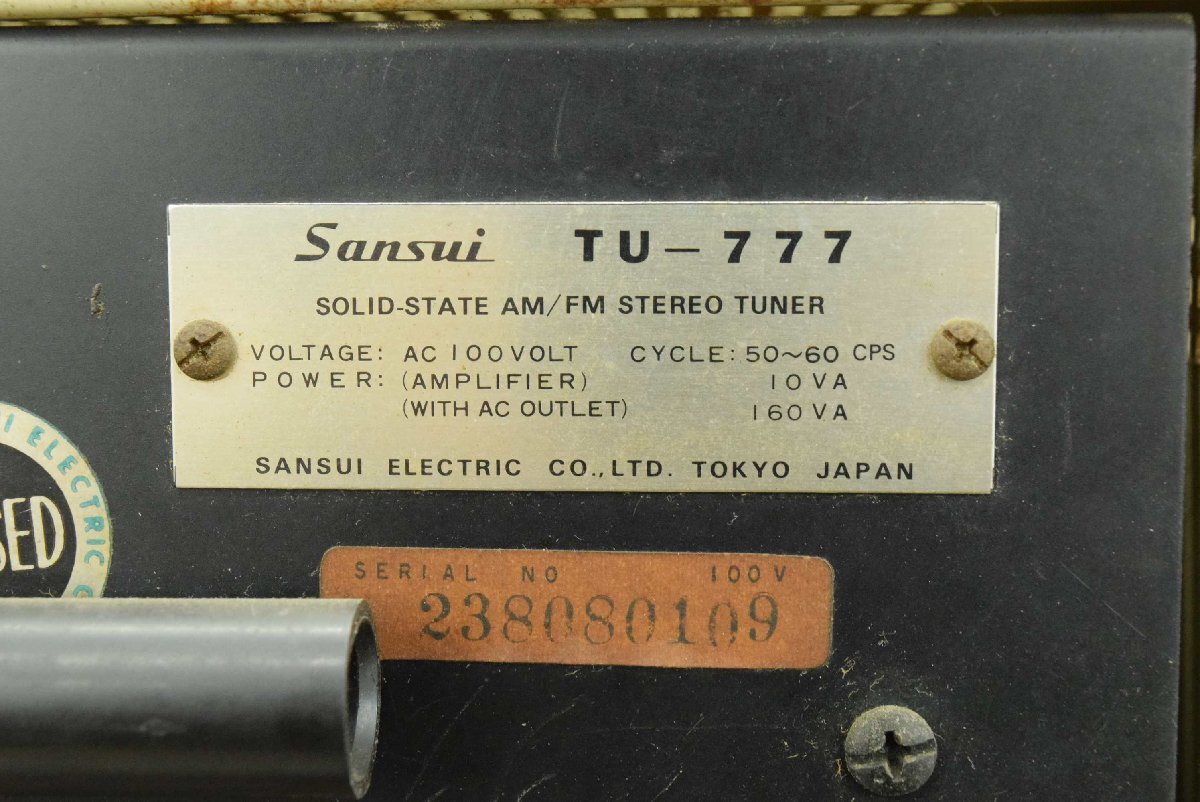 Sansui TU-777
SOLID-STATE AM/FM STEREO TUNER
VOLTAGE: AC 100VOLT CYCLE: 50~60 CPS
POWER: (AMPLIFIER) 10VA
(WITH AC OUTLET) 160VA
SANSUI ELECTRIC CO.,LTD. TOKYO JAPAN
ELECTRIC
SERIAL NO 100V
238080109